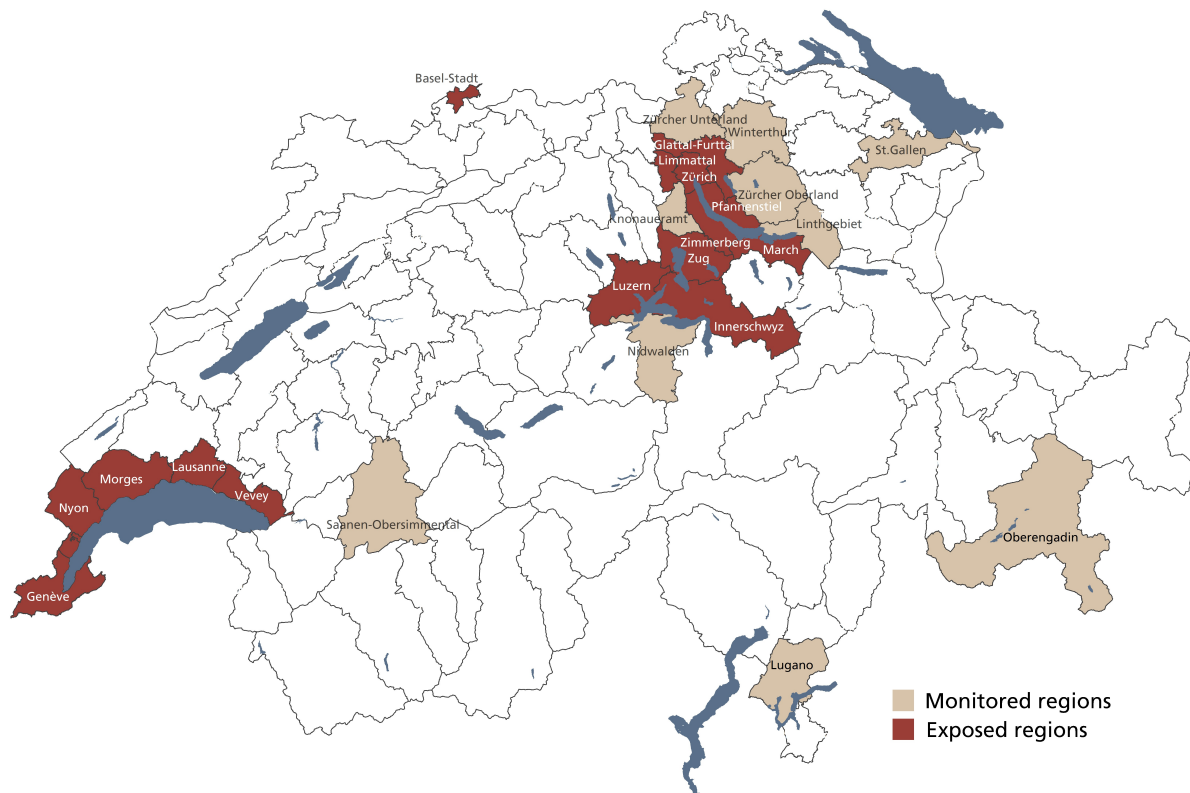 Basel-Stadt
Zürcher Unterland
Winterthur
Glattal-Furttal
St.Gallen
Limmattal
Zürich
Zürcher Oberland
Pfannenstiel
Knonaueramt
Linthgebiet
Zimmerberg
March
Zug
Luzern
Innerschwyz
Nidwalden
Lausanne
Morges
Vevey
Nyon
Saanen-Obersimmental
Oberengadin
Genève
Lugano
Monitored regions
Exposed regions